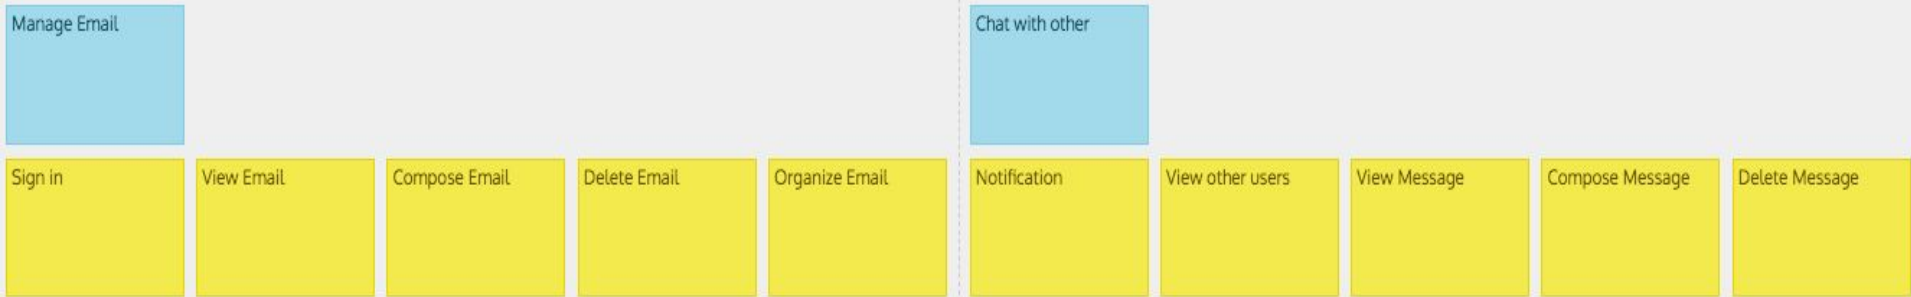 Manage Email
Chat with other
Sign in
View Email
Compose Email
Delete Email
Organize Email
Notification
View other users
View Message
Compose Message
Delete Message